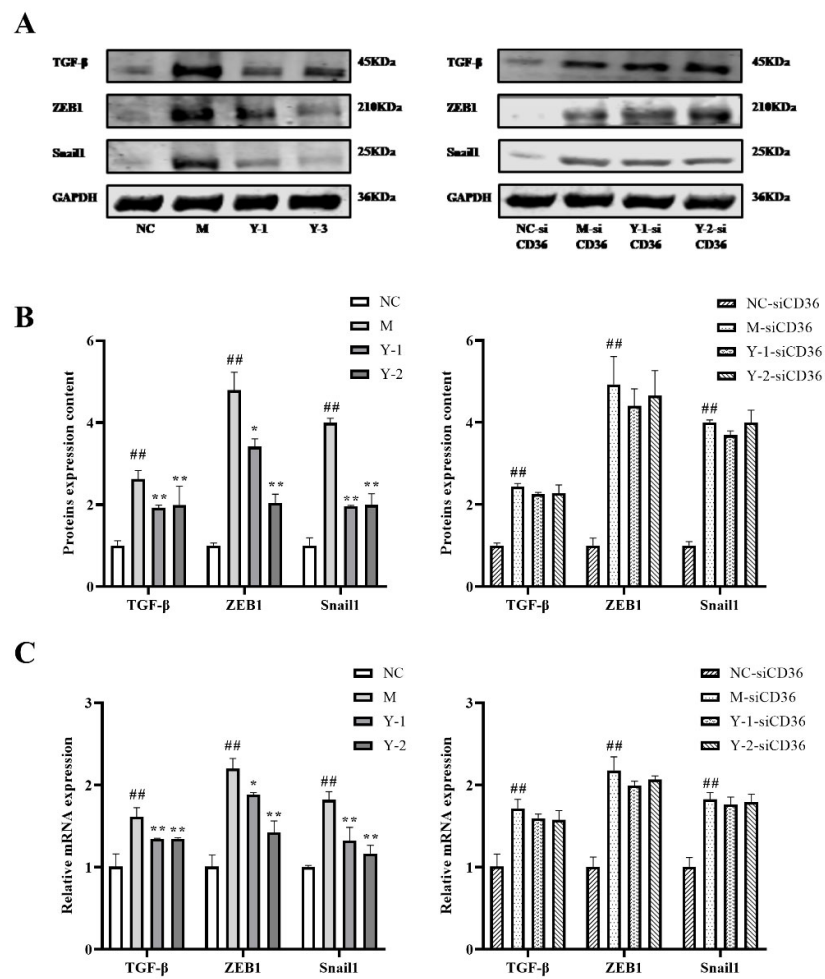 A
TGF-β 45KDa
ZEB1 210KDa
Snail1 25KDa
GAPDH 36KDa
NC M Y-1 Y-3
TGF-β 45KDa
ZEB1 210KDa
Snail1 25KDa
GAPDH 36KDa
NC-si M-si Y-1-si Y-2-si
CD36 CD36 CD36 CD36
B
NC
M
Y-1
Y-2
Proteins expression content
6
4
2
0
##
** **
##
*
**
##
** **
TGF-β ZEB1 Snail1
NC-siCD36
M-siCD36
Y-1-siCD36
Y-2-siCD36
Proteins expression content
6
4
2
0
##
##
##
TGF-β ZEB1 Snail1
C
NC
M
Y-1
Y-2
Relative mRNA expression
3
2
1
0
##
** **
##
*
**
##
**
**
TGF-β ZEB1 Snail1
NC-siCD36
M-siCD36
Y-1-siCD36
Y-2-siCD36
Relative mRNA expression
3
2
1
0
##
##
##
TGF-β ZEB1 Snail1